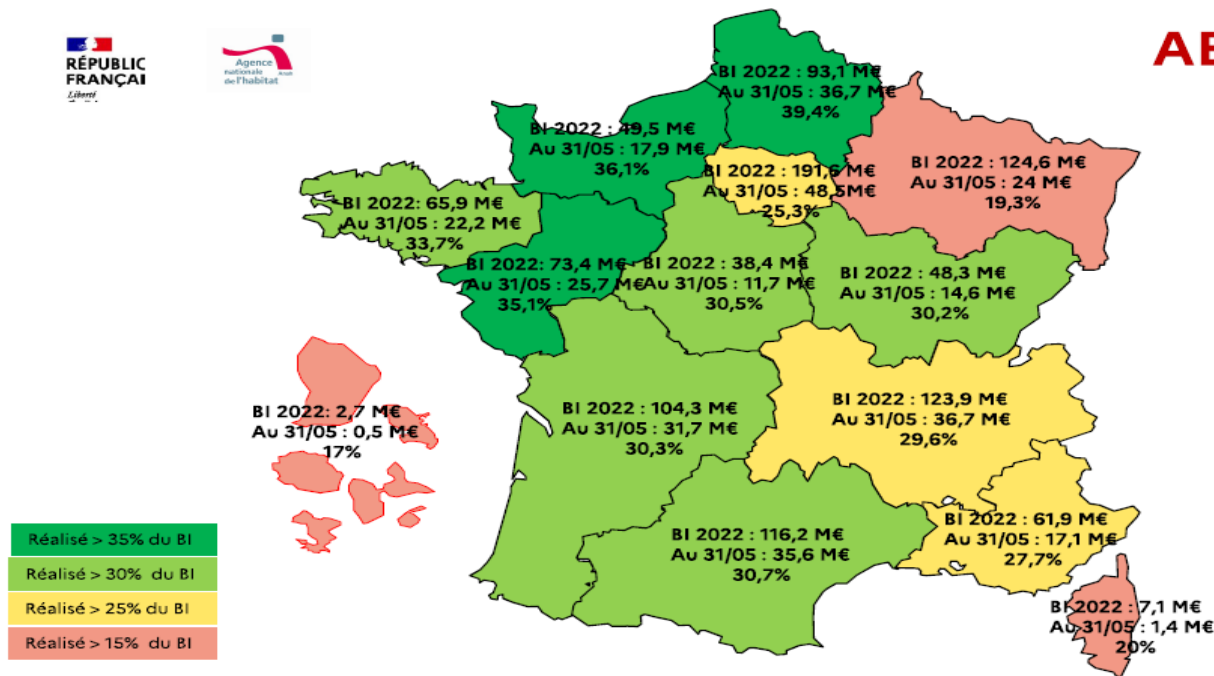 RÉPUBLIC
FRANÇAI
Liberté
Agence
nationale
de l'habitat
Anah
AE
BI 2022 : 93,1 M€
Au 31/05 : 36,7 M€
39,4%
BI 2022 : 49,5 M€
Au 31/05 : 17,9 M€
36,1%
BI 2022 : 191,6 M€
Au 31/05 : 48,5M€
25,3%
BI 2022 : 124,6 M€
Au 31/05 : 24 M€
19,3%
BI 2022: 65,9 M€
Au 31/05 : 22,2 M€
33,7%
BI 2022: 73,4 M€
Au 31/05 : 25,7 M€
35,1%
BI 2022 : 38,4 M€
Au 31/05 : 11,7 M€
30,5%
BI 2022 : 48,3 M€
Au 31/05 : 14,6 M€
30,2%
BI 2022: 2,7 M€
Au 31/05 : 0,5 M€
17%
BI 2022 : 104,3 M€
Au 31/05 : 31,7 M€
30,3%
BI 2022 : 123,9 M€
Au 31/05 : 36,7 M€
29,6%
BI 2022 : 116,2 M€
Au 31/05 : 35,6 M€
30,7%
BI 2022 : 61,9 M€
Au 31/05 : 17,1 M€
27,7%
BI 2022 : 7,1 M€
Au 31/05 : 1,4 M€
20%
Réalisé > 35% du BI
Réalisé > 30% du BI
Réalisé > 25% du BI
Réalisé > 15% du BI